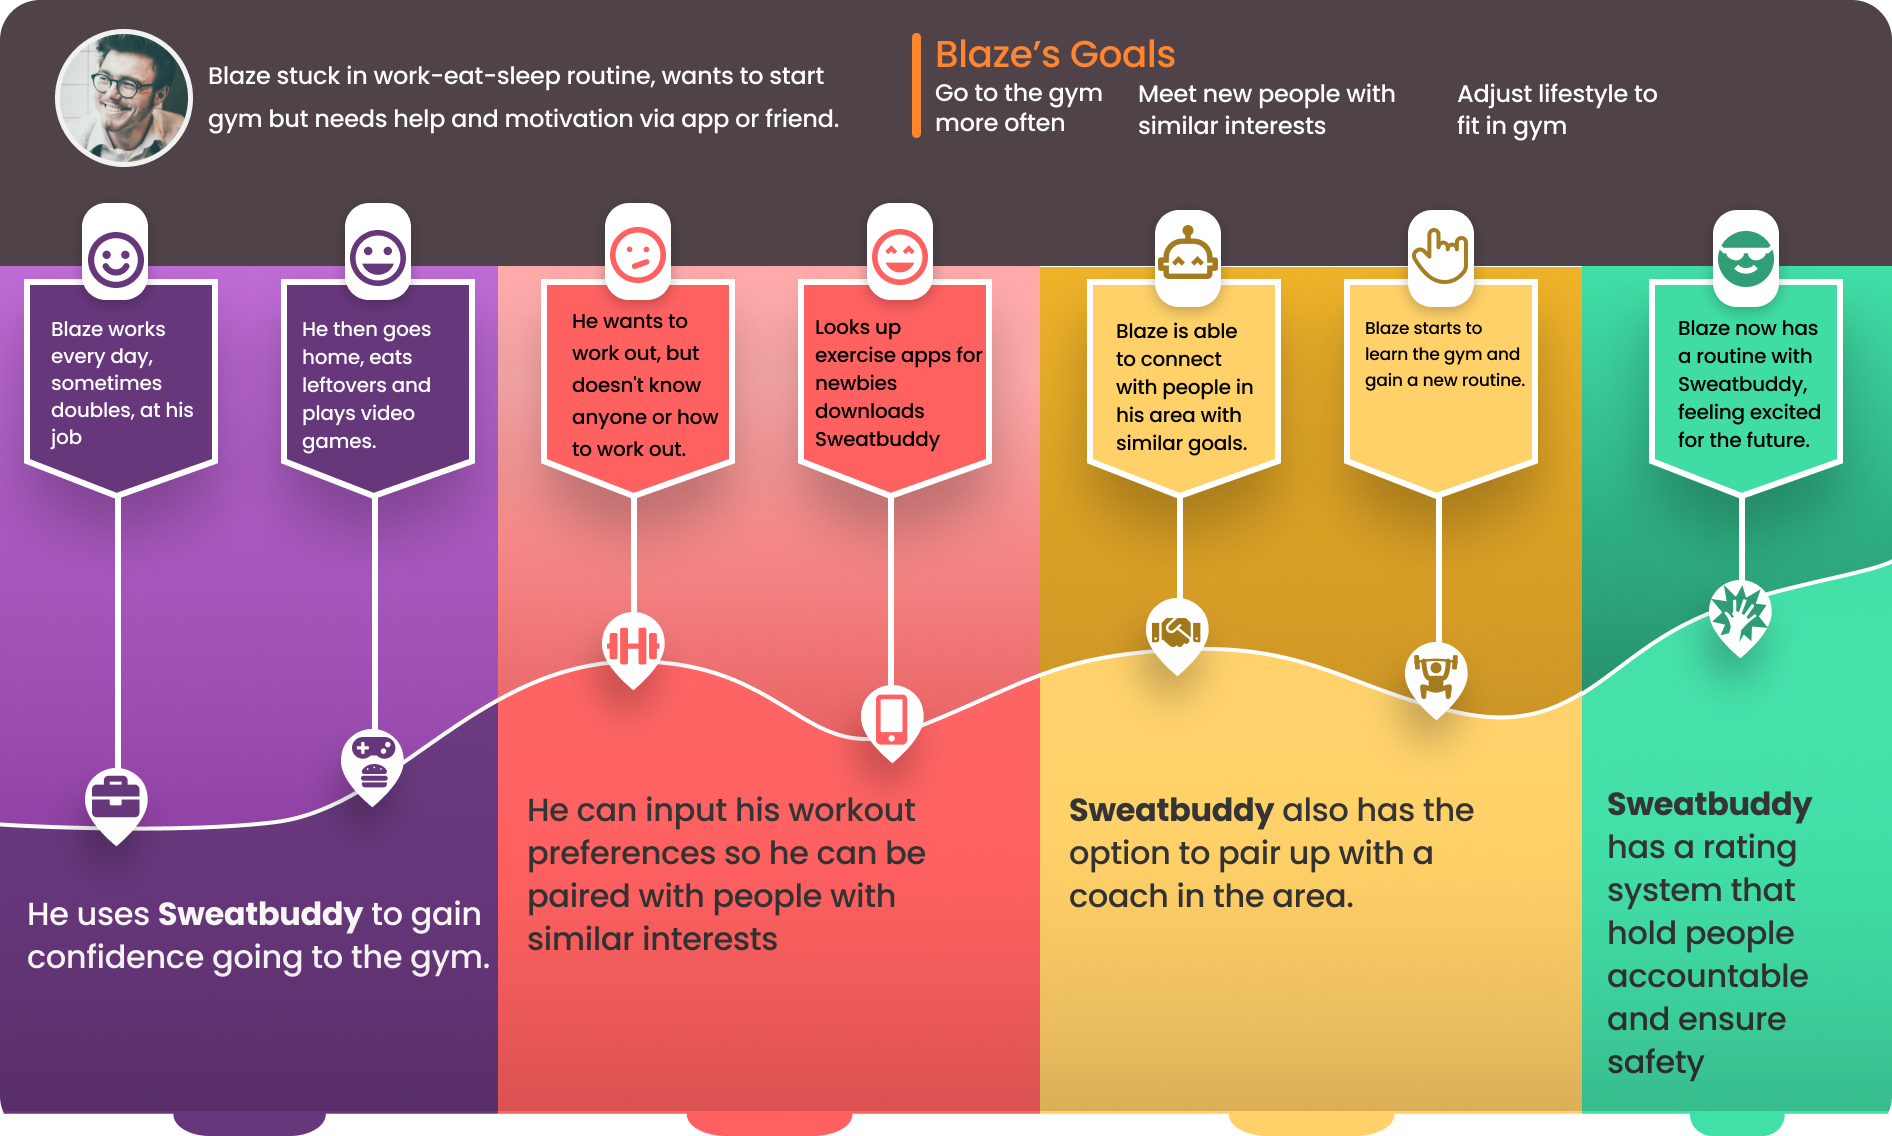 Blaze stuck in work-eat-sleep routine, wants to start
gym but needs help and motivation via app or friend.
Blaze’s Goals
Go to the gym
more often
Meet new people with
similar interests
Adjust lifestyle to
fit in gym
Blaze works
every day,
sometimes
doubles, at his
job
He then goes
home, eats
leftovers and
plays video
games.
He wants to
work out, but
doesn't know
anyone or how
to work out.
Looks up
exercise apps for
newbies
downloads
Sweatbuddy
Blaze is able
to connect
with people in
his area with
similar goals.
Blaze starts to
learn the gym and
gain a new routine.
Blaze now has
a routine with
Sweatbuddy,
feeling excited
for the future.
He uses Sweatbuddy to gain
confidence going to the gym.
He can input his workout
preferences so he can be
paired with people with
similar interests
Sweatbuddy also has the
option to pair up with a
coach in the area.
Sweatbuddy
has a rating
system that
hold people
accountable
and ensure
safety